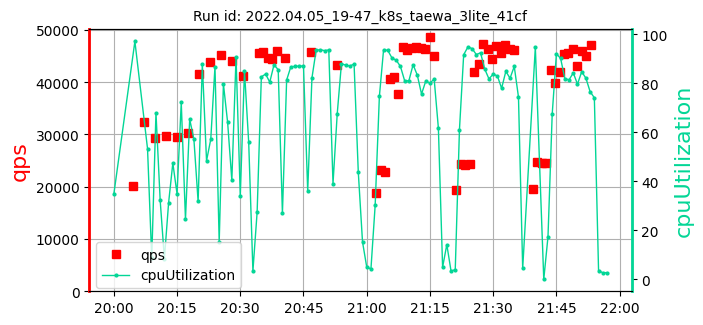 Run id: 2022.04.05_19-47_k8s_taewa_3lite_41cf
50000
40000
30000
20000
10000
0
qps
100
80
60
40
20
0
cpuUtilization
qps
cpuUtilization
20:00 20:15 20:30 20:45 21:00 21:15 21:30 21:45 22:00